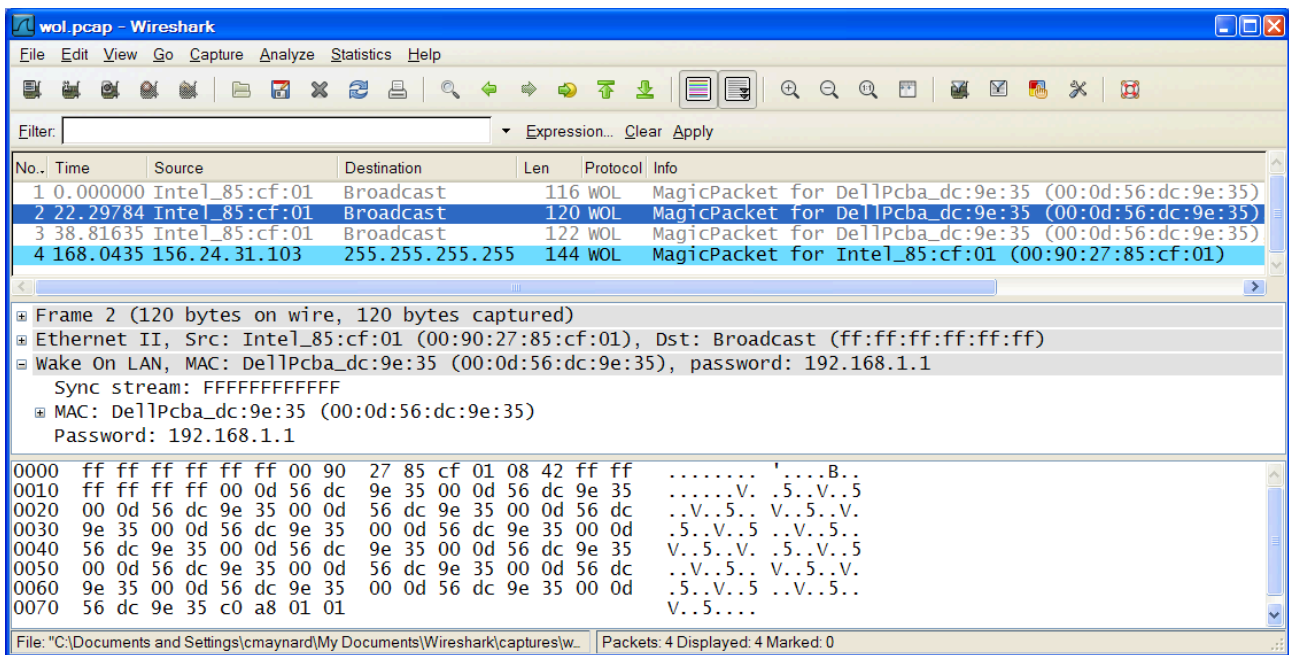 wol.pcap - Wireshark
File Edit View Go Capture Analyze Statistics Help
Filter: Expression... Clear Apply
No.. Time Source Destination Len Protocol Info
1 0.000000 Intel_85:cf:01 Broadcast 116 WOL MagicPacket for DellPcba_dc:9e:35 (00:0d:56:dc:9e:35)
2 22.29784 Intel_85:cf:01 Broadcast 120 WOL MagicPacket for DellPcba_dc:9e:35 (00:0d:56:dc:9e:35)
3 38.81635 Intel_85:cf:01 Broadcast 122 WOL MagicPacket for DellPcba_dc:9e:35 (00:0d:56:dc:9e:35)
4 168.0435 156.24.31.103 255.255.255.255 144 WOL MagicPacket for Intel_85:cf:01 (00:90:27:85:cf:01)
Frame 2 (120 bytes on wire, 120 bytes captured)
Ethernet II, Src: Intel_85:cf:01 (00:90:27:85:cf:01), Dst: Broadcast (ff:ff:ff:ff:ff:ff)
Wake On LAN, MAC: DellPcba_dc:9e:35 (00:0d:56:dc:9e:35), password: 192.168.1.1
Sync stream: FFFFFFFFFFFF
MAC: DellPcba_dc:9e:35 (00:0d:56:dc:9e:35)
Password: 192.168.1.1
0000 ff ff ff ff ff ff 00 90 27 85 cf 01 08 42 ff ff ........ '....B..
0010 ff ff ff ff 00 0d 56 dc 9e 35 00 0d 56 dc 9e 35 ......V. .5..V..5
0020 00 0d 56 dc 9e 35 00 0d 56 dc 9e 35 00 0d 56 dc ..V..5.. V..5..V.
0030 9e 35 00 0d 56 dc 9e 35 00 0d 56 dc 9e 35 00 0d .5..V..5 ..V..5..
0040 56 dc 9e 35 00 0d 56 dc 9e 35 00 0d 56 dc 9e 35 V..5..V. .5..V..5
0050 00 0d 56 dc 9e 35 00 0d 56 dc 9e 35 00 0d 56 dc ..V..5.. V..5..V.
0060 9e 35 00 0d 56 dc 9e 35 00 0d 56 dc 9e 35 00 0d .5..V..5 ..V..5..
0070 56 dc 9e 35 c0 a8 01 01 V..5....
File: "C:\Documents and Settings\cmaynard\My Documents\Wireshark\captures\w... Packets: 4 Displayed: 4 Marked: 0